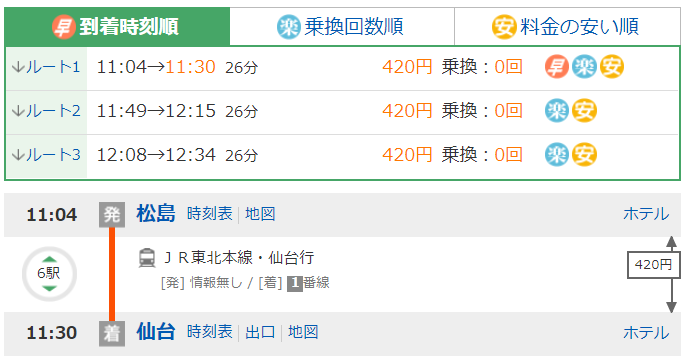 早 到着時刻順 楽 乗換回数順 安 料金の安い順
↓ルート1 11:04→11:30 26分 420円 乗換：0回 早 楽 安
↓ルート2 11:49→12:15 26分 420円 乗換：0回 楽 安
↓ルート3 12:08→12:34 26分 420円 乗換：0回 楽 安
11:04 発 松島 時刻表 | 地図 ホテル
6駅 ＪＲ東北本線・仙台行 420円
[発] 情報無し / [着] 1番線
11:30 着 仙台 時刻表 | 出口 | 地図 ホテル